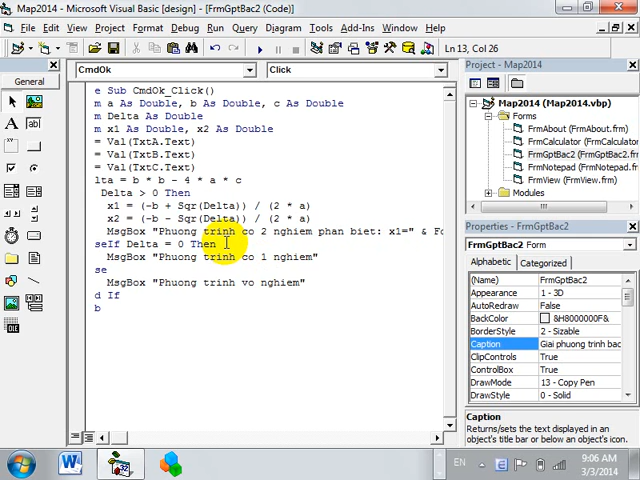 Map2014 - Microsoft Visual Basic [design] - [FrmGptBac2 (Code)]
File Edit View Project Format Debug Run Query Diagram Tools Add-Ins Window Help
Ln 13, Col 26
General
CmdOk
Click
e Sub CmdOk_Click()
m a As Double, b As Double, c As Double
m Delta As Double
m x1 As Double, x2 As Double
= Val(TxtA.Text)
= Val(TxtB.Text)
= Val(TxtC.Text)
lta = b * b - 4 * a * c
Delta > 0 Then
x1 = (-b + Sqr(Delta)) / (2 * a)
x2 = (-b - Sqr(Delta)) / (2 * a)
MsgBox "Phuong trinh co 2 nghiem phan biet: x1=" & Fo
seIf Delta = 0 Then
MsgBox "Phuong trinh co 1 nghiem"
se
MsgBox "Phuong trinh vo nghiem"
d If
b
Project - Map2014
Map2014 (Map2014.vbp)
Forms
FrmAbout (FrmAbout.frm)
FrmCalculator (FrmCalculator.frm)
FrmGptBac2 (FrmGptBac2.frm)
FrmNotepad (FrmNotepad.frm)
FrmView (FrmView.frm)
Modules
Properties - FrmGptBac2
FrmGptBac2 Form
Alphabetic Categorized
(Name) FrmGptBac2
Appearance 1 - 3D
AutoRedraw False
BackColor &H8000000F&
BorderStyle 2 - Sizable
Caption Giai phuong trinh bac
ClipControls True
ControlBox True
DrawMode 13 - Copy Pen
DrawStyle 0 - Solid
Caption
Returns/sets the text displayed in an object's title bar or below an object's icon.
EN
9:06 AM
3/3/2014